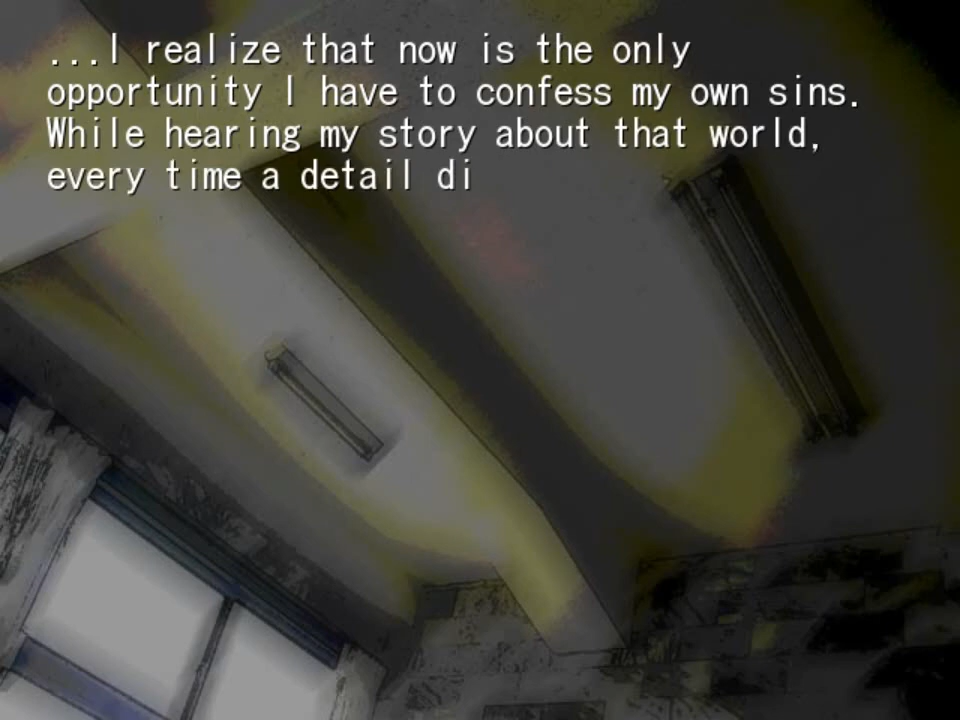 ...I realize that now is the only
opportunity I have to confess my own sins.
While hearing my story about that world,
every time a detail di